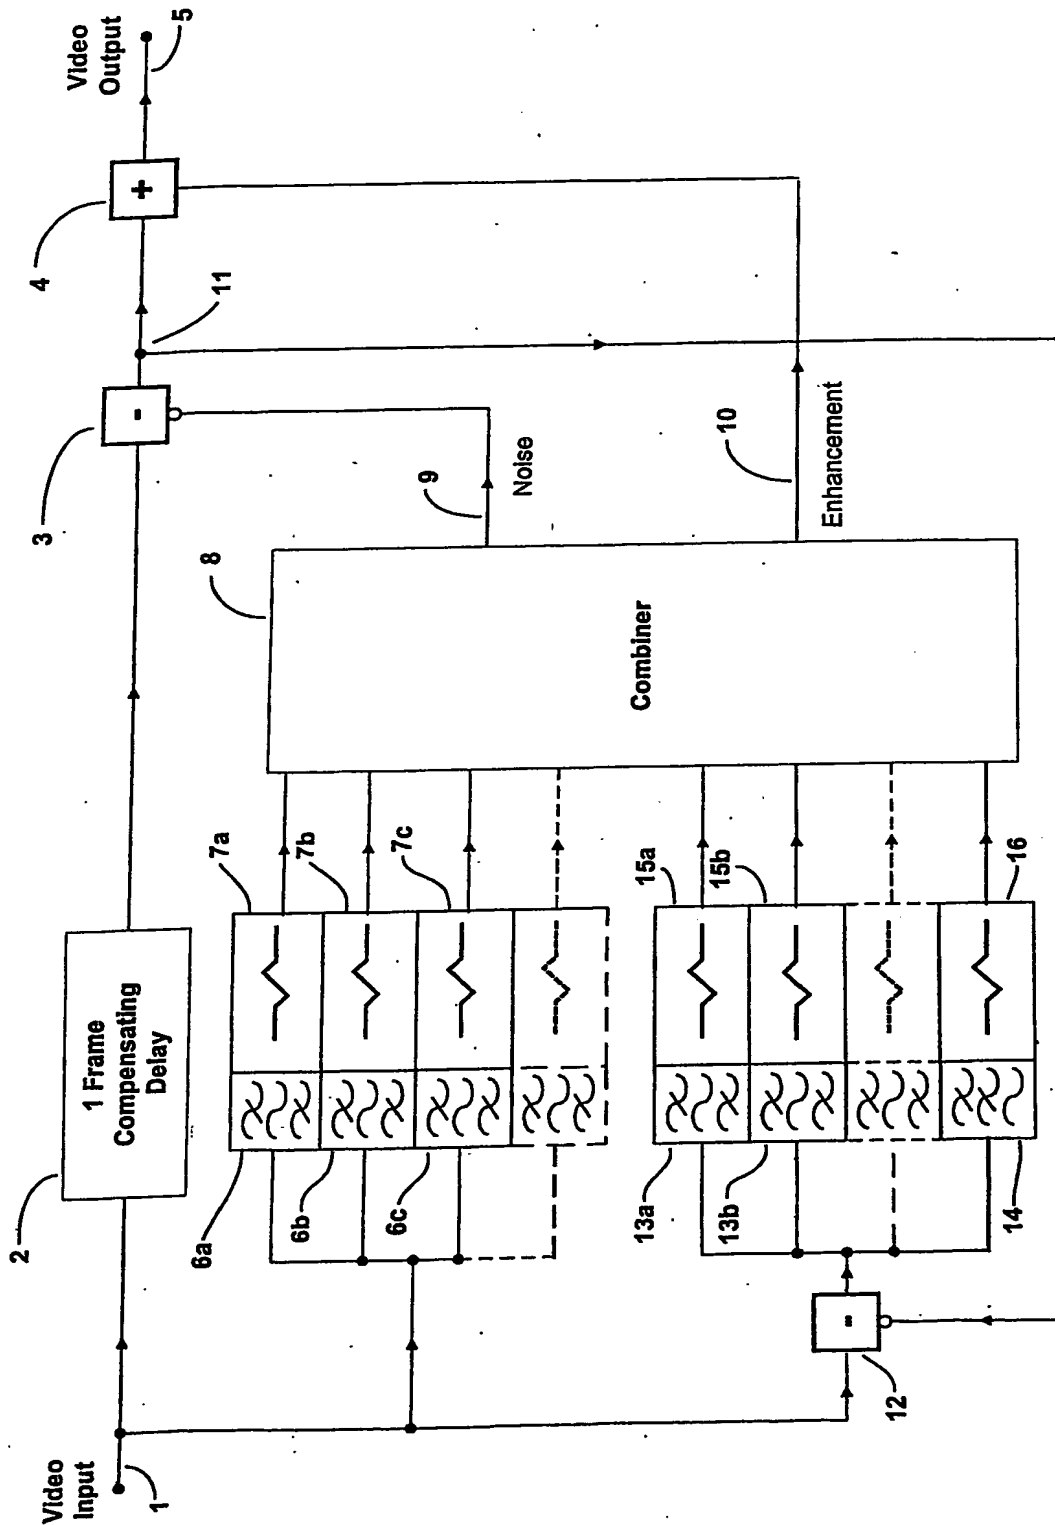 Video
Input
1
2
1 Frame
Compensating
Delay
3
-
11
4
+
Video
Output
5
6a
7a
6b
7b
6c
7c
8
Combiner
9
Noise
10
Enhancement
12
-
13a
15a
13b
15b
14
16